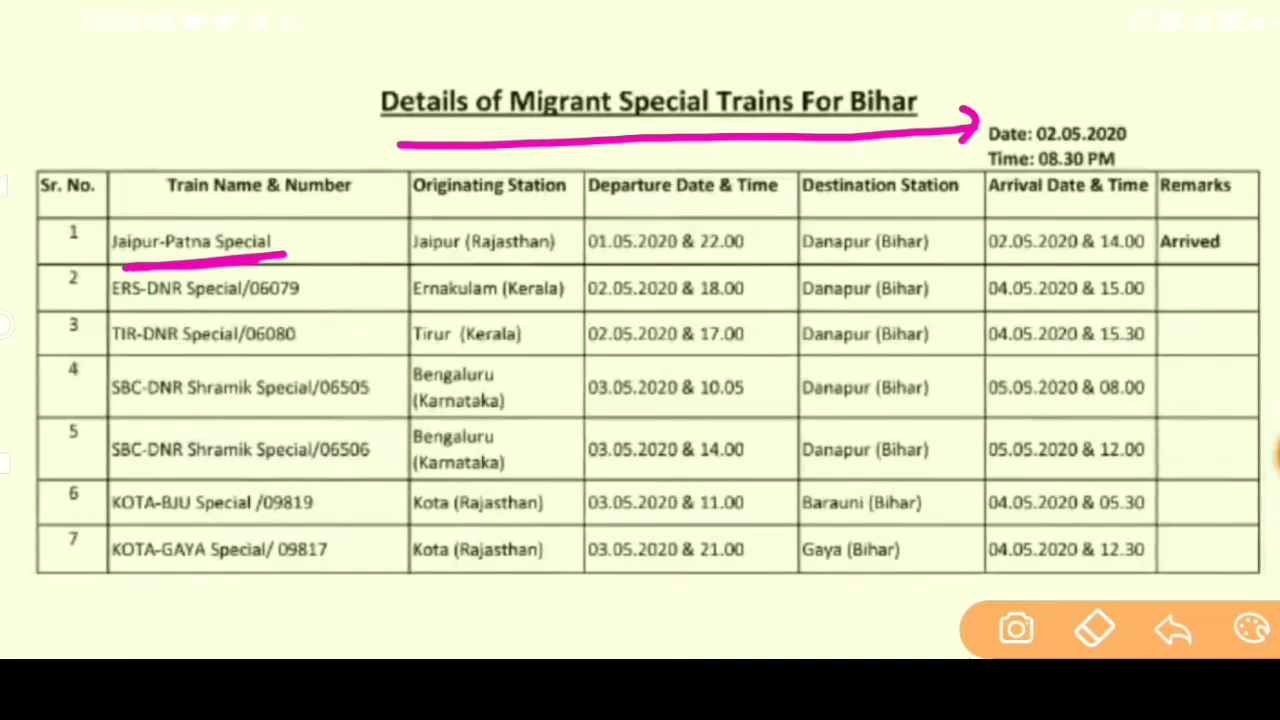 Details of Migrant Special Trains For Bihar
Date: 02.05.2020
Time: 08.30 PM
Sr. No. Train Name & Number Originating Station Departure Date & Time Destination Station Arrival Date & Time Remarks
1 Jaipur-Patna Special Jaipur (Rajasthan) 01.05.2020 & 22.00 Danapur (Bihar) 02.05.2020 & 14.00 Arrived
2 ERS-DNR Special/06079 Ernakulam (Kerala) 02.05.2020 & 18.00 Danapur (Bihar) 04.05.2020 & 15.00
3 TIR-DNR Special/06080 Tirur (Kerala) 02.05.2020 & 17.00 Danapur (Bihar) 04.05.2020 & 15.30
4 SBC-DNR Shramik Special/06505 Bengaluru (Karnataka) 03.05.2020 & 10.05 Danapur (Bihar) 05.05.2020 & 08.00
5 SBC-DNR Shramik Special/06506 Bengaluru (Karnataka) 03.05.2020 & 14.00 Danapur (Bihar) 05.05.2020 & 12.00
6 KOTA-BJU Special /09819 Kota (Rajasthan) 03.05.2020 & 11.00 Barauni (Bihar) 04.05.2020 & 05.30
7 KOTA-GAYA Special/ 09817 Kota (Rajasthan) 03.05.2020 & 21.00 Gaya (Bihar) 04.05.2020 & 12.30